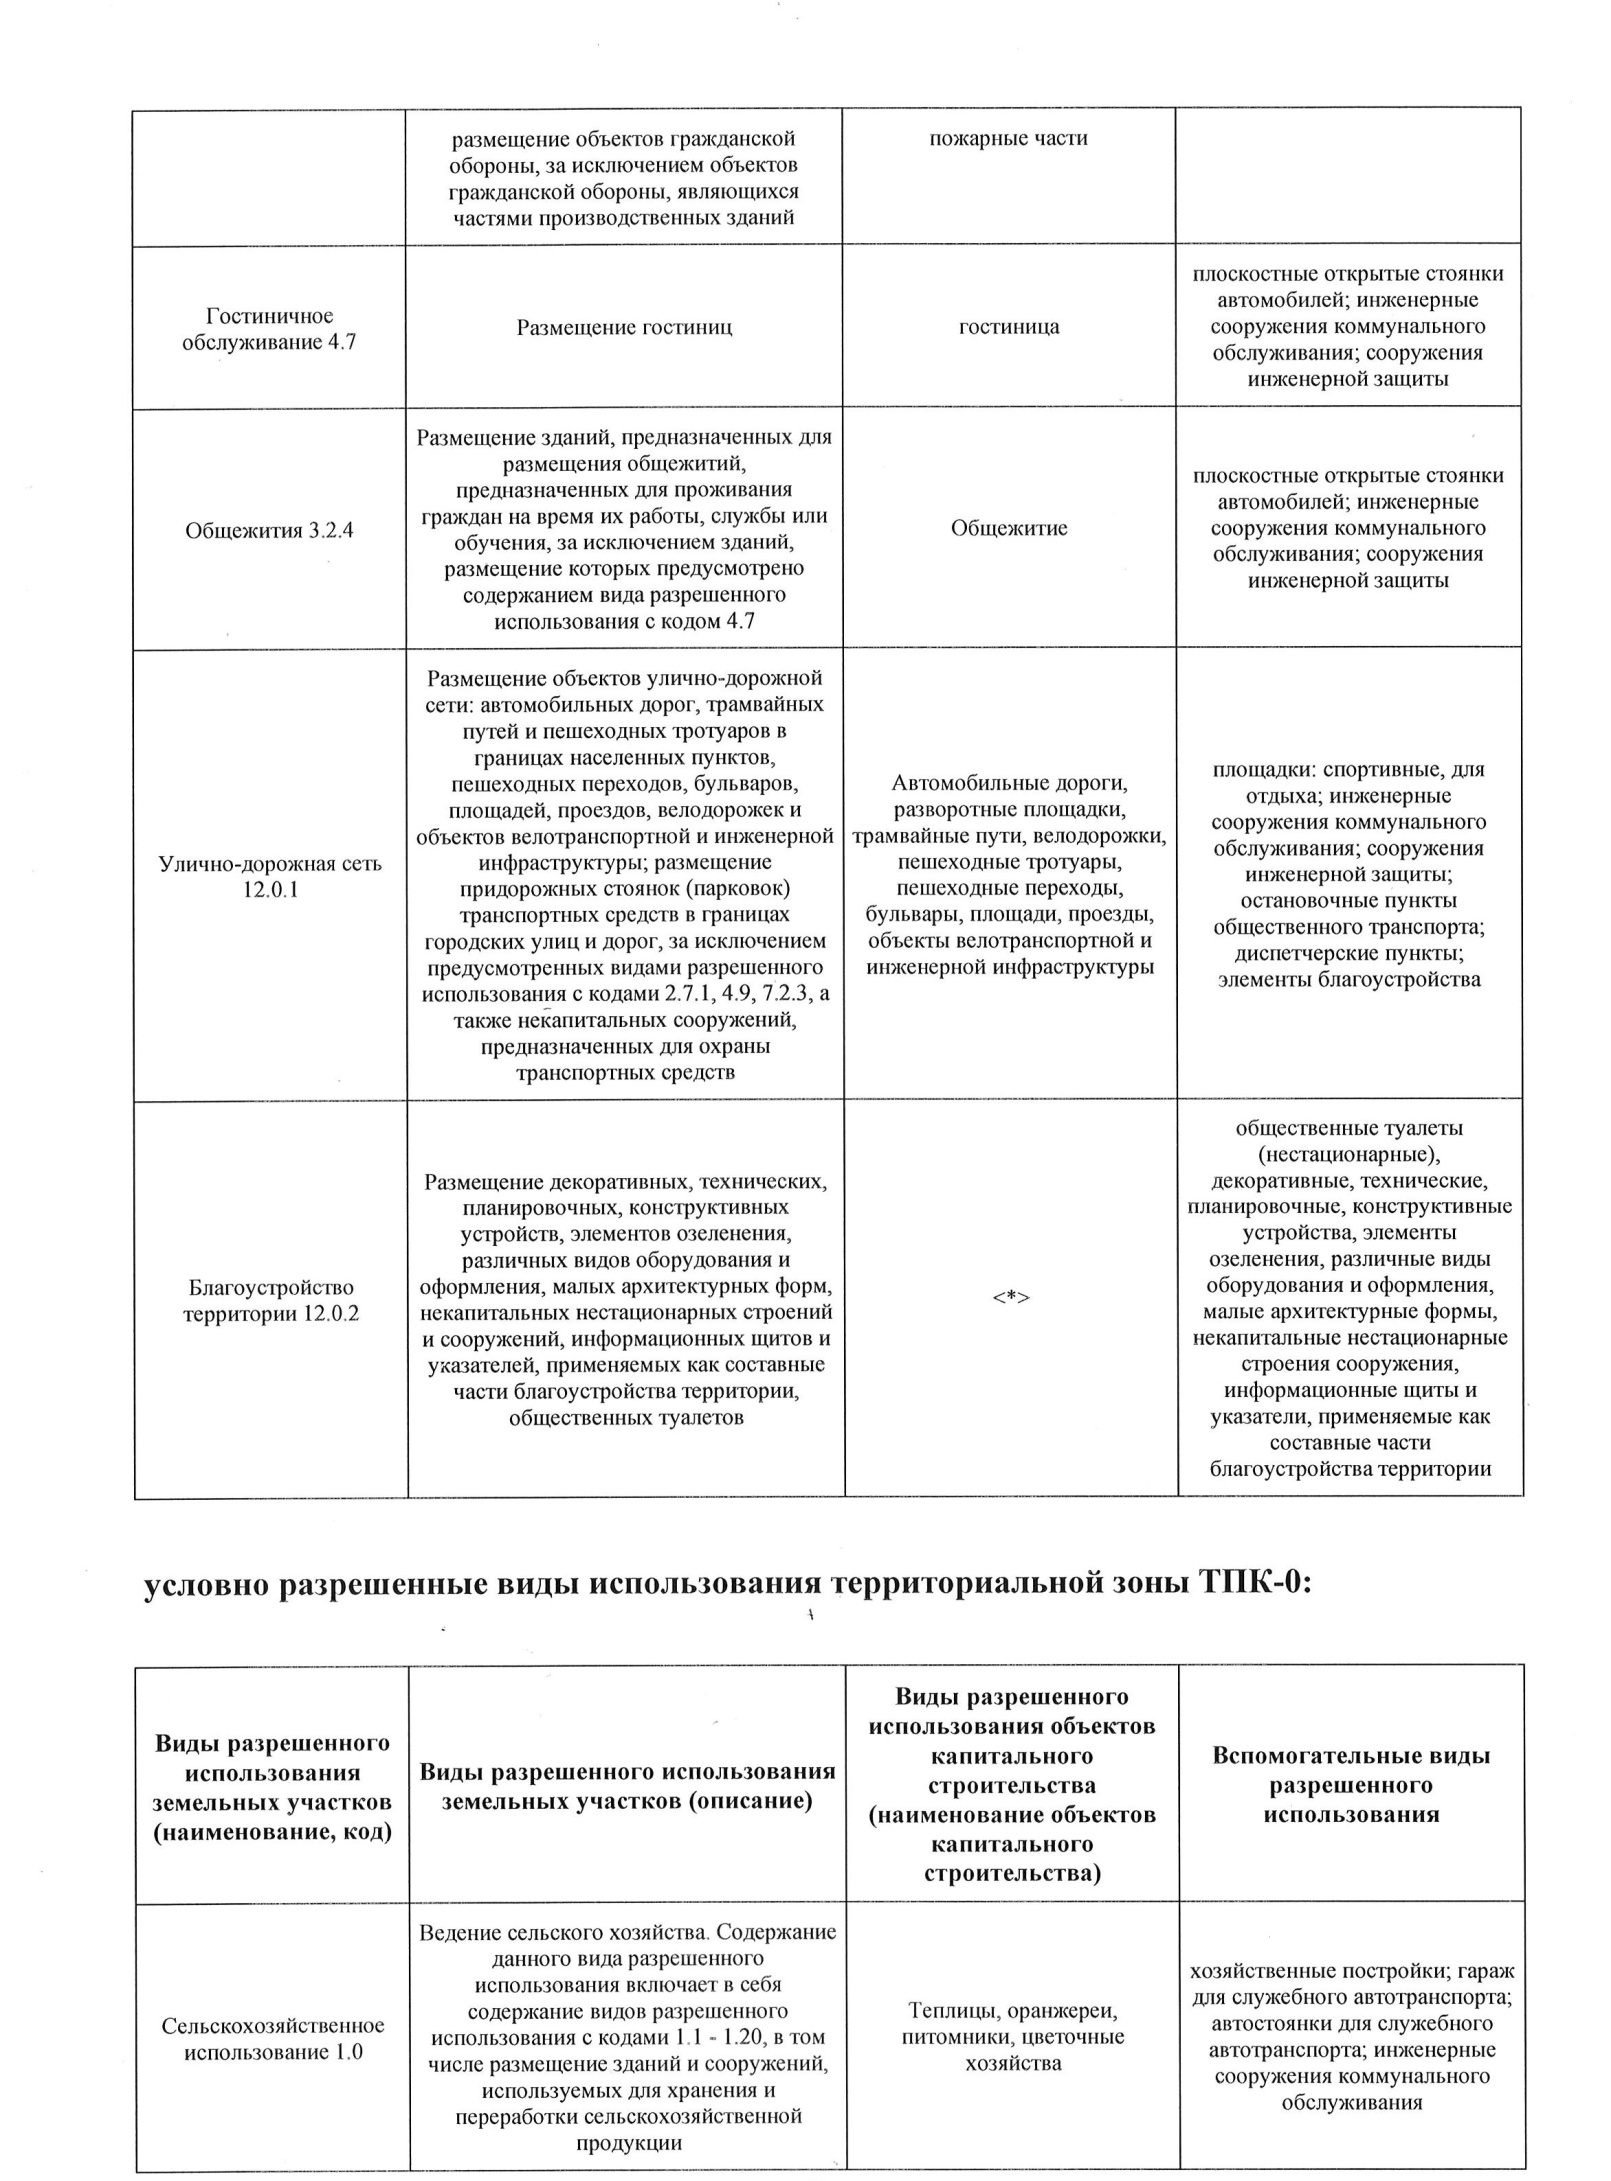 размещение объектов гражданской
обороны, за исключением объектов
гражданской обороны, являющихся
частями производственных зданий
пожарные части
Гостиничное
обслуживание 4.7
Размещение гостиниц
гостиница
плоскостные открытые стоянки
автомобилей; инженерные
сооружения коммунального
обслуживания; сооружения
инженерной защиты
Общежития 3.2.4
Размещение зданий, предназначенных для
размещения общежитий,
предназначенных для проживания
граждан на время их работы, службы или
обучения, за исключением зданий,
размещение которых предусмотрено
содержанием вида разрешенного
использования с кодом 4.7
Общежитие
плоскостные открытые стоянки
автомобилей; инженерные
сооружения коммунального
обслуживания; сооружения
инженерной защиты
Улично-дорожная сеть
12.0.1
Размещение объектов улично-дорожной
сети: автомобильных дорог, трамвайных
путей и пешеходных тротуаров в
границах населенных пунктов,
пешеходных переходов, бульваров,
площадей, проездов, велодорожек и
объектов велотранспортной и инженерной
инфраструктуры; размещение
придорожных стоянок (парковок)
транспортных средств в границах
городских улиц и дорог, за исключением
предусмотренных видами разрешенного
использования с кодами 2.7.1, 4.9, 7.2.3, а
также некапитальных сооружений,
предназначенных для охраны
транспортных средств
Автомобильные дороги,
разворотные площадки,
трамвайные пути, велодорожки,
пешеходные тротуары,
пешеходные переходы,
бульвары, площади, проезды,
объекты велотранспортной и
инженерной инфраструктуры
площадки: спортивные, для
отдыха; инженерные
сооружения коммунального
обслуживания; сооружения
инженерной защиты;
остановочные пункты
общественного транспорта;
диспетчерские пункты;
элементы благоустройства
Благоустройство
территории 12.0.2
Размещение декоративных, технических,
планировочных, конструктивных
устройств, элементов озеленения,
различных видов оборудования и
оформления, малых архитектурных форм,
некапитальных нестационарных строений
и сооружений, информационных щитов и
указателей, применяемых как составные
части благоустройства территории,
общественных туалетов
<*>
общественные туалеты
(нестационарные),
декоративные, технические,
планировочные, конструктивные
устройства, элементы
озеленения, различные виды
оборудования и оформления,
малые архитектурные формы,
некапитальные нестационарные
строения сооружения,
информационные щиты и
указатели, применяемые как
составные части
благоустройства территории
условно разрешенные виды использования территориальной зоны ТПК-0:
Виды разрешенного
использования
земельных участков
(наименование, код)
Виды разрешенного использования
земельных участков (описание)
Виды разрешенного
использования объектов
капитального
строительства
(наименование объектов
капитального
строительства)
Вспомогательные виды
разрешенного
использования
Сельскохозяйственное
использование 1.0
Ведение сельского хозяйства. Содержание
данного вида разрешенного
использования включает в себя
содержание видов разрешенного
использования с кодами 1.1 - 1.20, в том
числе размещение зданий и сооружений,
используемых для хранения и
переработки сельскохозяйственной
продукции
Теплицы, оранжереи,
питомники, цветочные
хозяйства
хозяйственные постройки; гараж
для служебного автотранспорта;
автостоянки для служебного
автотранспорта; инженерные
сооружения коммунального
обслуживания